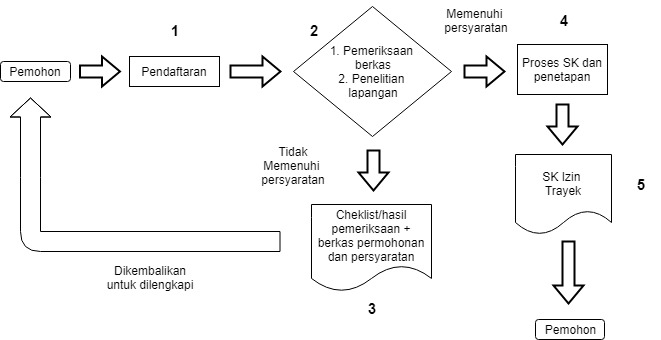 1
2
Memenuhi
persyaratan
4
Pemohon
Pendaftaran
1. Pemeriksaan
berkas
2. Penelitian
lapangan
Proses SK dan
penetapan
Tidak
Memenuhi
persyaratan
SK Izin
Trayek
5
Cheklist/hasil
pemeriksaan +
berkas permohonan
dan persyaratan
Dikembalikan
untuk dilengkapi
3
Pemohon